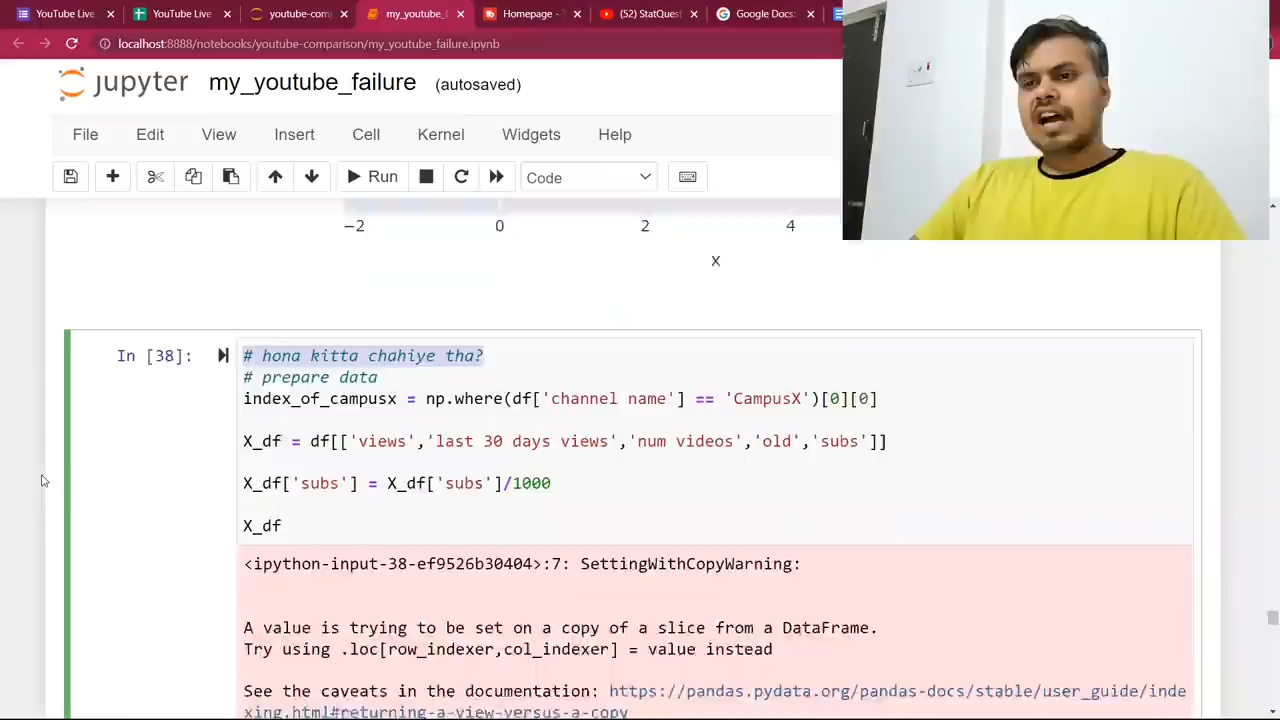 YouTube Live
YouTube Live
youtube-com
my_youtube_
Homepage - T
(52) StatQues
Google Docs:
localhost:8888/notebooks/youtube-comparison/my_youtube_failure.ipynb
jupyter my_youtube_failure (autosaved)
File Edit View Insert Cell Kernel Widgets Help
Run Code
−2 0 2 4
x
In [38]: # hona kitta chahiye tha?
# prepare data
index_of_campusx = np.where(df['channel name'] == 'CampusX')[0][0]
X_df = df[['views','last 30 days views','num videos','old','subs']]
X_df['subs'] = X_df['subs']/1000
X_df
<ipython-input-38-ef9526b30404>:7: SettingWithCopyWarning:
A value is trying to be set on a copy of a slice from a DataFrame.
Try using .loc[row_indexer,col_indexer] = value instead
See the caveats in the documentation: https://pandas.pydata.org/pandas-docs/stable/user_guide/inde
xing.html#returning-a-view-versus-a-copy